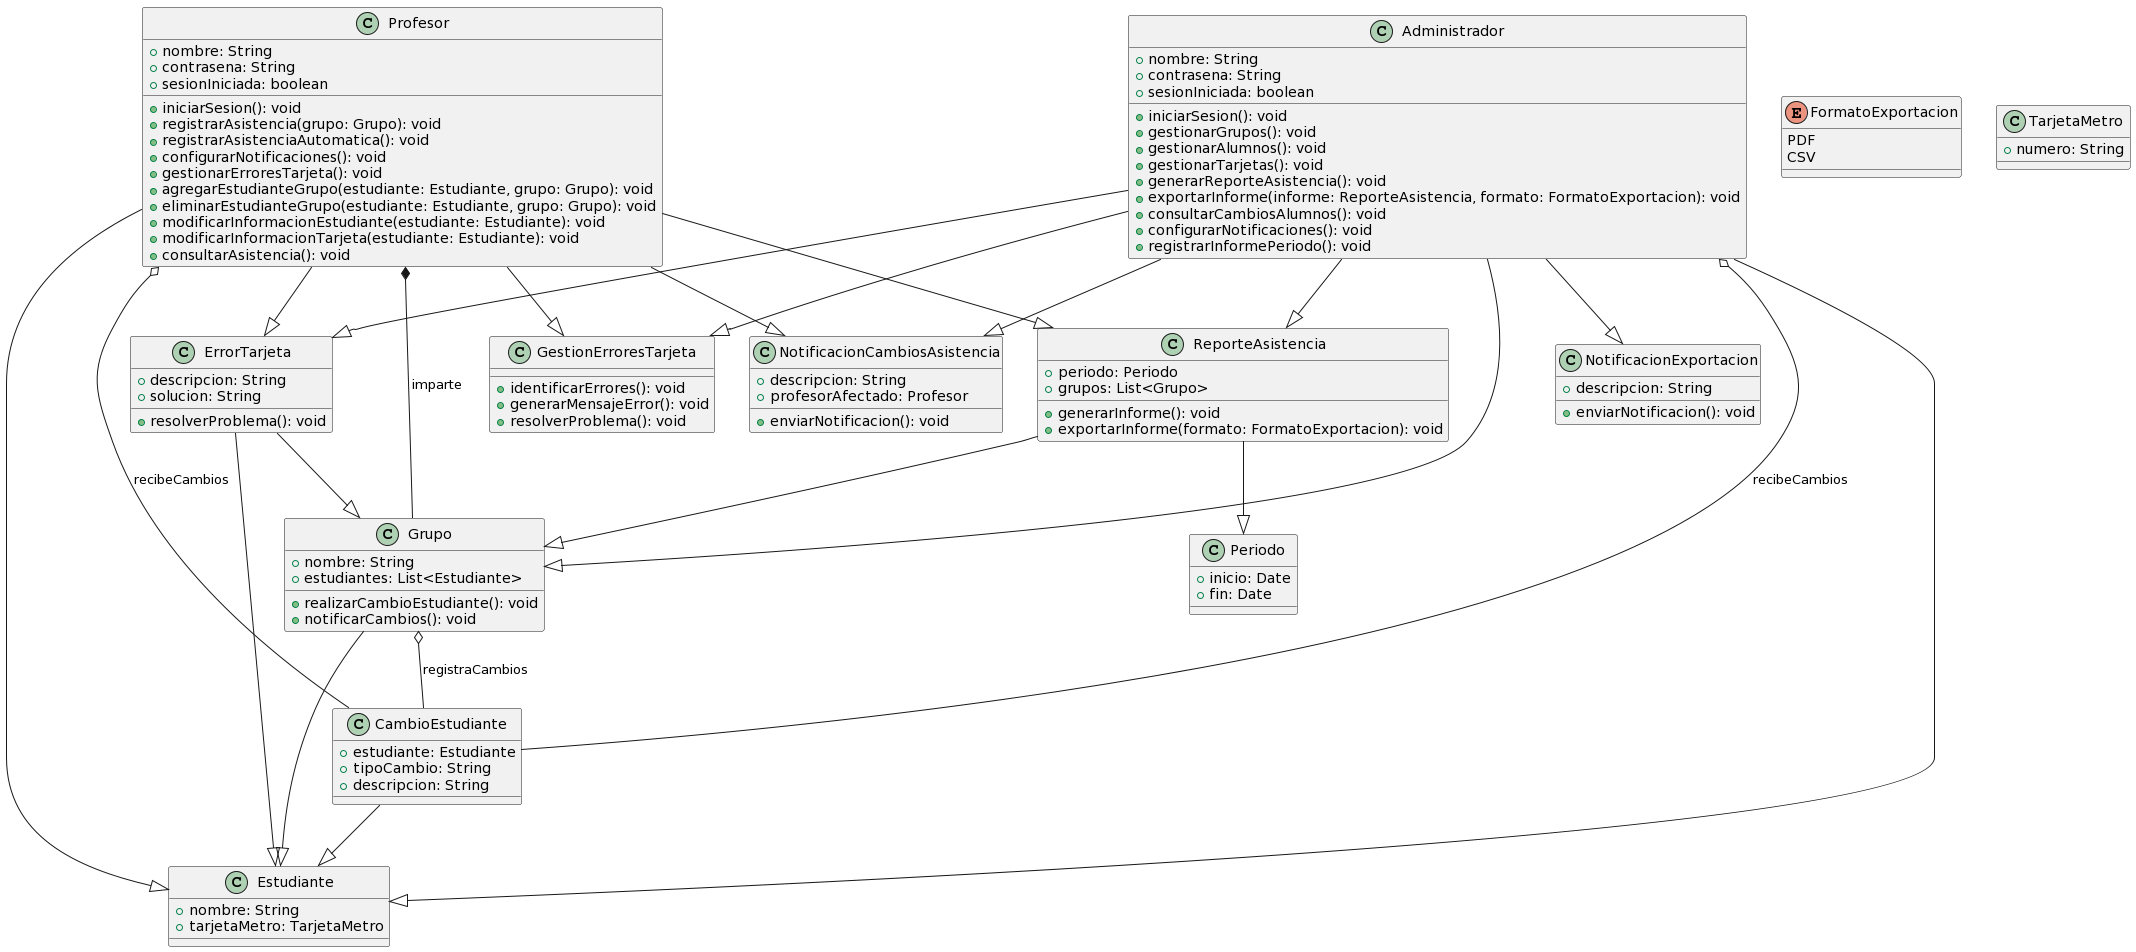 Profesor
nombre: String
contrasena: String
sesionIniciada: boolean
iniciarSesion(): void
registrarAsistencia(grupo: Grupo): void
registrarAsistenciaAutomatica(): void
configurarNotificaciones(): void
gestionarErroresTarjeta(): void
agregarEstudianteGrupo(estudiante: Estudiante, grupo: Grupo): void
eliminarEstudianteGrupo(estudiante: Estudiante, grupo: Grupo): void
modificarInformacionEstudiante(estudiante: Estudiante): void
modificarInformacionTarjeta(estudiante: Estudiante): void
consultarAsistencia(): void
C Administrador
nombre: String
contrasena: String
sesionIniciada: boolean
iniciarSesion(): void
gestionarGrupos(): void
gestionarAlumnos(): void
gestionarTarjetas(): void
generarReporteAsistencia(): void
exportarInforme(informe: ReporteAsistencia, formato: FormatoExportacion): void
consultarCambiosAlumnos(): void
configurarNotificaciones(): void
registrarInformePeriodo(): void
E FormatoExportacion
PDF
CSV
C TarjetaMetro
numero: String
C ErrorTarjeta
descripcion: String
solucion: String
resolverProblema(): void
imparte
C GestionErroresTarjeta
identificarErrores(): void
generarMensajeError(): void
resolverProblema(): void
C NotificacionCambiosAsistencia
descripcion: String
profesorAfectado: Profesor
enviarNotificacion(): void
C ReporteAsistencia
periodo: Periodo
grupos: List<Grupo>
generarInforme(): void
exportarInforme(formato: FormatoExportacion): void
C NotificacionExportacion
descripcion: String
enviarNotificacion(): void
recibeCambios
recibeCambios
C Grupo
nombre: String
estudiantes: List<Estudiante>
realizarCambioEstudiante(): void
notificarCambios(): void
C Periodo
inicio: Date
fin: Date
registraCambios
C CambioEstudiante
estudiante: Estudiante
tipoCambio: String
descripcion: String
C Estudiante
nombre: String
tarjetaMetro: TarjetaMetro